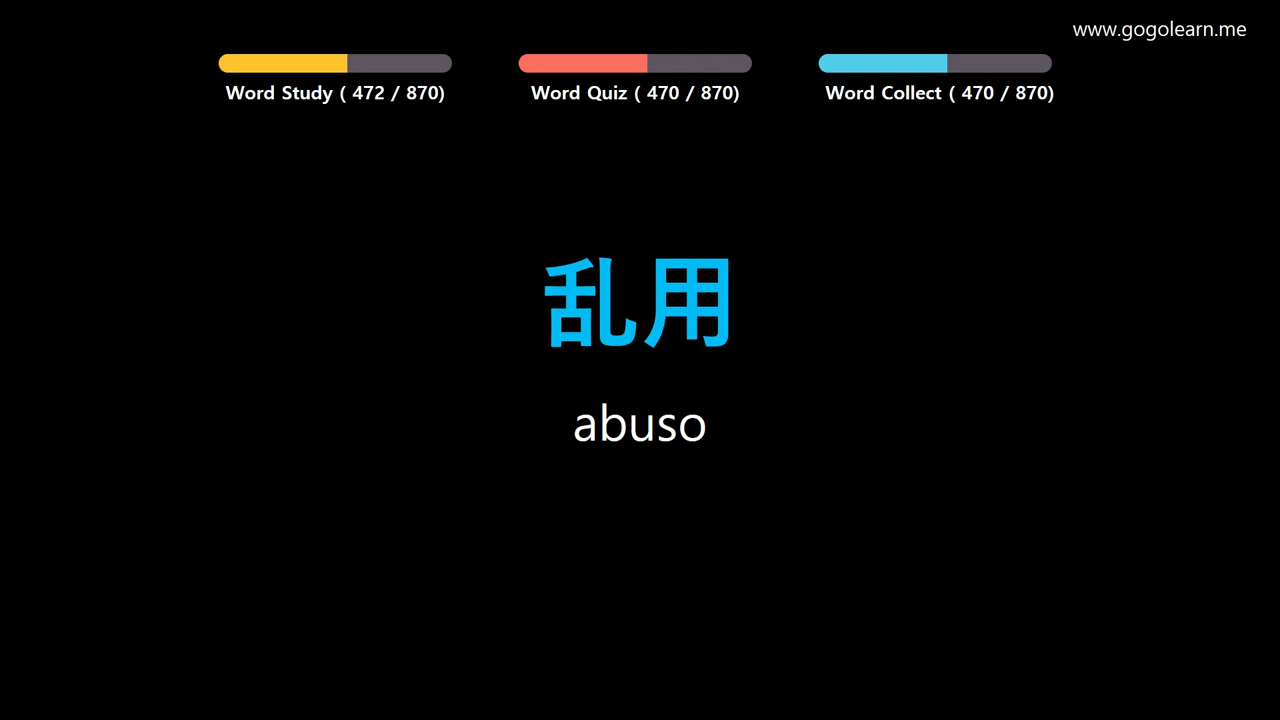 www.gogolearn.me
Word Study ( 472 / 870)
Word Quiz ( 470 / 870)
Word Collect ( 470 / 870)
乱用
abuso